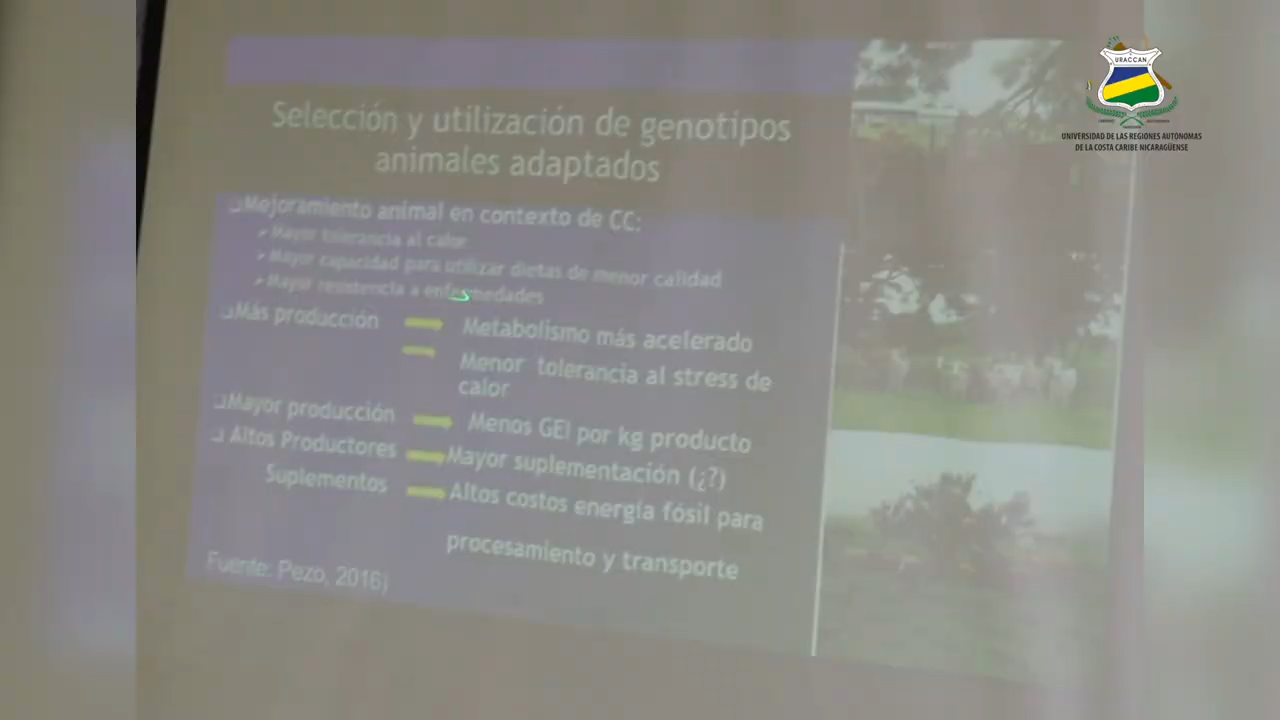 Selección y utilización de genotipos
animales adaptados
❑Mejoramiento animal en contexto de CC:
➢Mayor tolerancia al calor
➢Mayor capacidad para utilizar dietas de menor calidad
➢Mayor resistencia a enfermedades
❑Más producción Metabolismo más acelerado
Menor tolerancia al stress de
calor
❑Mayor producción Menos GEI por kg producto
❑ Altos Productores Mayor suplementación (¿?)
Suplementos Altos costos energía fósil para
procesamiento y transporte
Fuente: Pezo, 2016)
URACCAN
UNIVERSIDAD DE LAS REGIONES AUTÓNOMAS
DE LA COSTA CARIBE NICARAGÜENSE